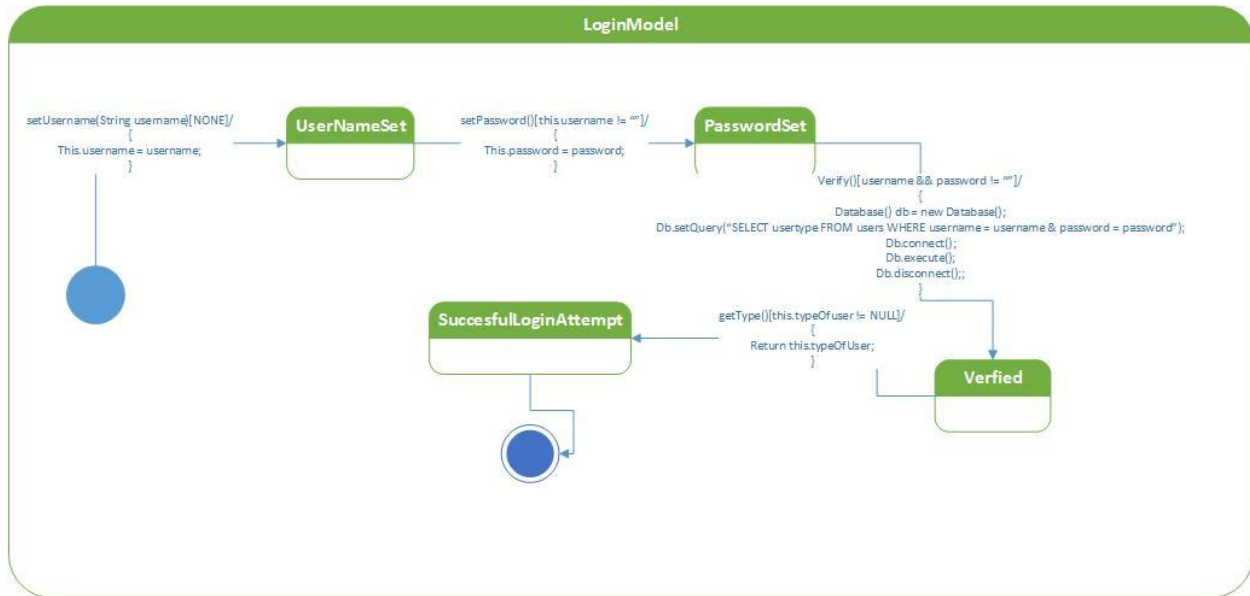 LoginModel
setUsername(String username)[NONE]/
{
This.username = username;
}
UserNameSet
setPassword()[this.username != “”]/
{
This.password = password;
}
PasswordSet
Verify()[username && password != “”]/
{
Database() db = new Database();
Db.setQuery(“SELECT usertype FROM users WHERE username = username & password = password”);
Db.connect();
Db.execute();
Db.disconnect();;
}
SuccesfulLoginAttempt
getType()[this.typeOfuser != NULL]/
{
Return this.typeOfUser;
}
Verfied